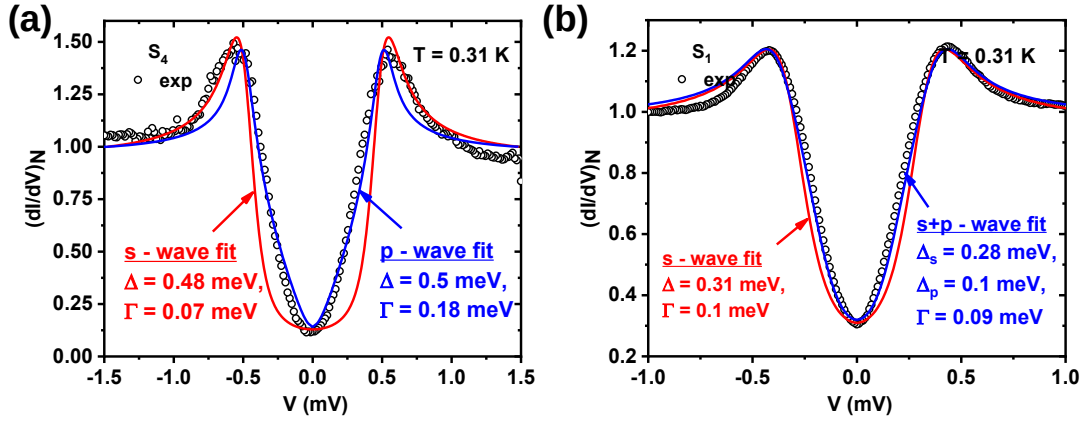 (a)
S4
exp
T = 0.31 K
1.50
1.25
1.00
0.75
0.50
0.25
0.00
(dI/dV)N
s - wave fit
Δ = 0.48 meV,
Γ = 0.07 meV
p - wave fit
Δ = 0.5 meV,
Γ = 0.18 meV
-1.5 -1.0 -0.5 0.0 0.5 1.0 1.5
V (mV)
(b)
S1
exp
T = 0.31 K
1.2
1.0
0.8
0.6
0.4
0.2
(dI/dV)N
s - wave fit
Δ = 0.31 meV,
Γ = 0.1 meV
s+p - wave fit
Δs = 0.28 meV,
Δp = 0.1 meV,
Γ = 0.09 meV
-1.0 -0.5 0.0 0.5 1.0
V (mV)